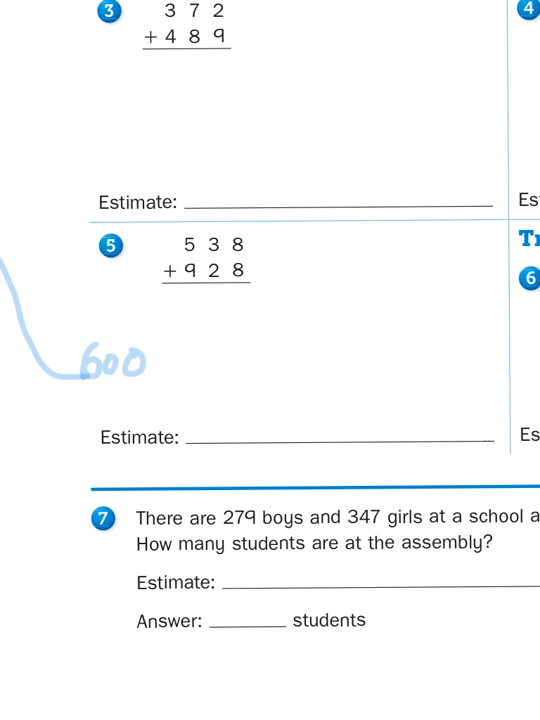 3
372
+489
4
Estimate:
Es
5
538
+928
Tr
6
600
Estimate:
Es
7 There are 279 boys and 347 girls at a school a
How many students are at the assembly?
Estimate:
Answer: students